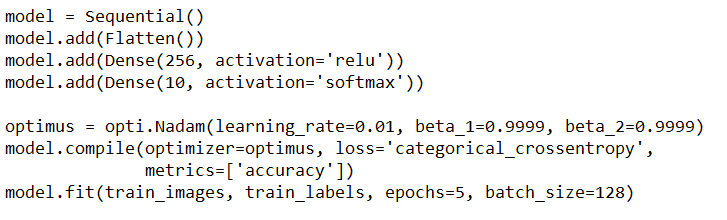 model = Sequential()
model.add(Flatten())
model.add(Dense(256, activation='relu'))
model.add(Dense(10, activation='softmax'))

optimus = opti.Nadam(learning_rate=0.01, beta_1=0.9999, beta_2=0.9999)
model.compile(optimizer=optimus, loss='categorical_crossentropy',
              metrics=['accuracy'])
model.fit(train_images, train_labels, epochs=5, batch_size=128)